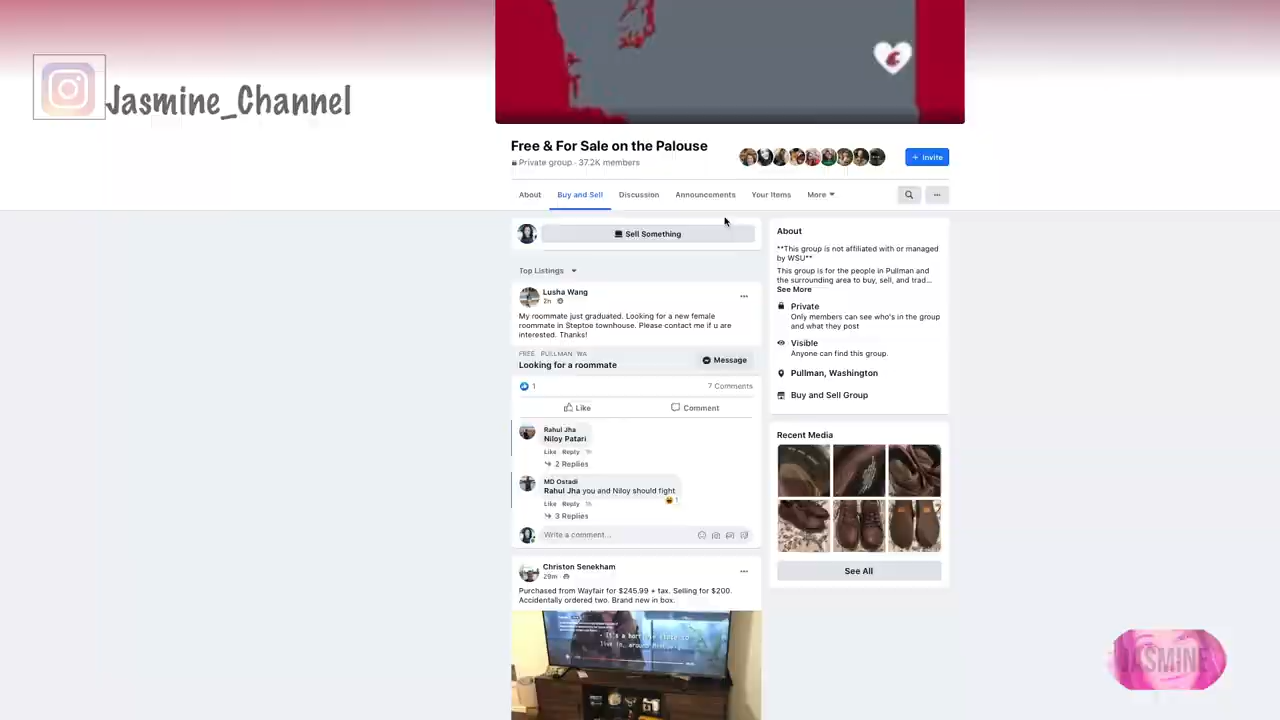 Jasmine_Channel
Free & For Sale on the Palouse
Private group · 37.2K members
+ Invite
About
Buy and Sell
Discussion
Announcements
Your Items
More
Sell Something
Top Listings
Lusha Wang
2h
My roommate just graduated. Looking for a new female
roommate in Steptoe townhouse. Please contact me if u are
interested. Thanks!
FREE · PULLMAN, WA
Looking for a roommate
Message
1
7 Comments
Like
Comment
Rahul Jha
Niloy Patari
Like · Reply · 1h
2 Replies
MD Ostadi
Rahul Jha you and Niloy should fight
1
Like · Reply · 1h
3 Replies
Write a comment...
Christon Senekham
29m
Purchased from Wayfair for $245.99 + tax. Selling for $200.
Accidentally ordered two. Brand new in box.
About
**This group is not affiliated with or managed
by WSU**
This group is for the people in Pullman and
the surrounding area to buy, sell, and trad...
See More
Private
Only members can see who's in the group
and what they post
Visible
Anyone can find this group.
Pullman, Washington
Buy and Sell Group
Recent Media
See All
JASMINE